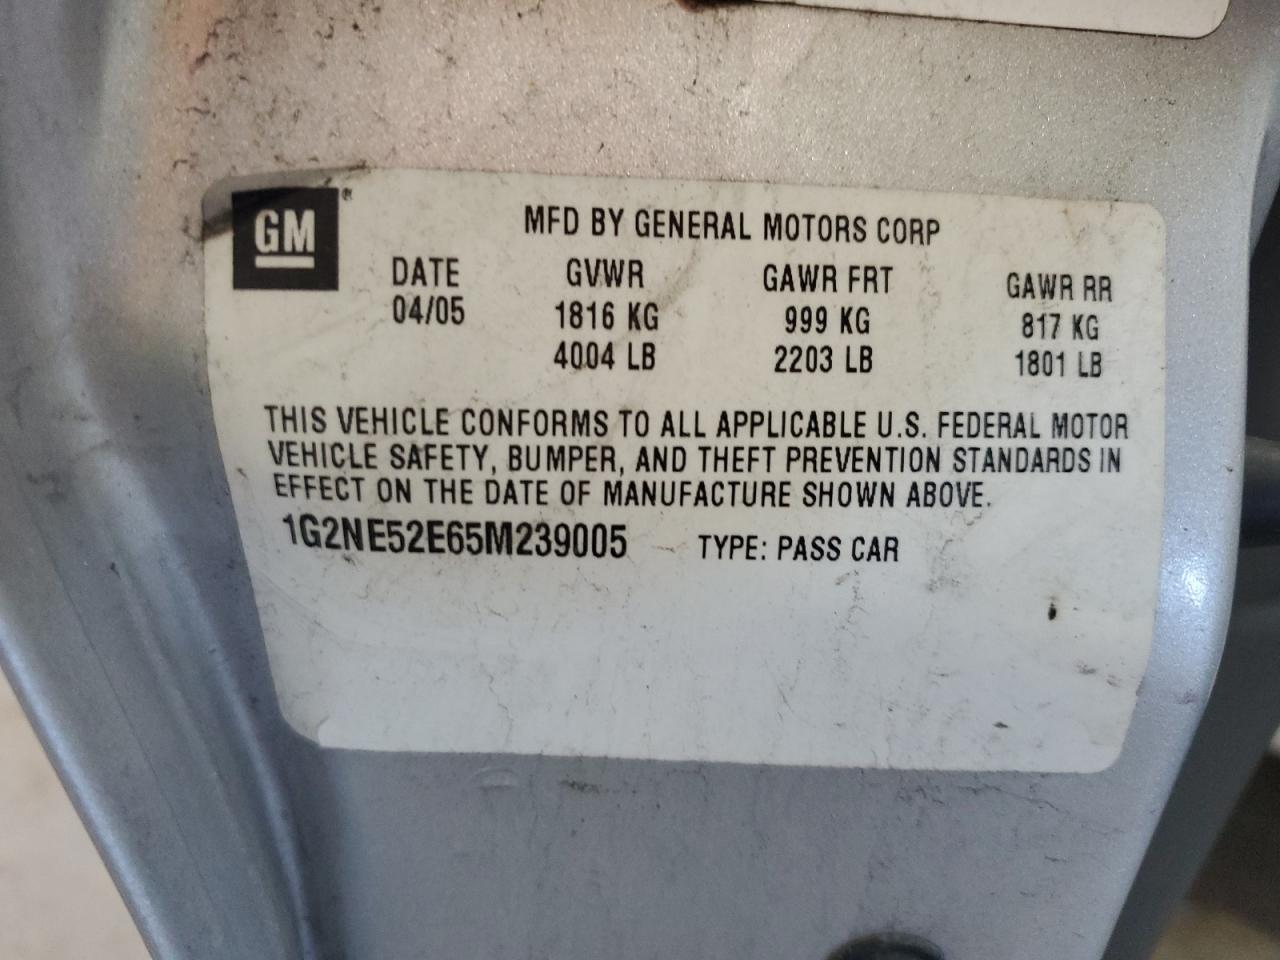 GM®
MFD BY GENERAL MOTORS CORP
DATE GVWR GAWR FRT GAWR RR
04/05 1816 KG 999 KG 817 KG
4004 LB 2203 LB 1801 LB
THIS VEHICLE CONFORMS TO ALL APPLICABLE U.S. FEDERAL MOTOR
VEHICLE SAFETY, BUMPER, AND THEFT PREVENTION STANDARDS IN
EFFECT ON THE DATE OF MANUFACTURE SHOWN ABOVE.
1G2NE52E65M239005 TYPE: PASS CAR